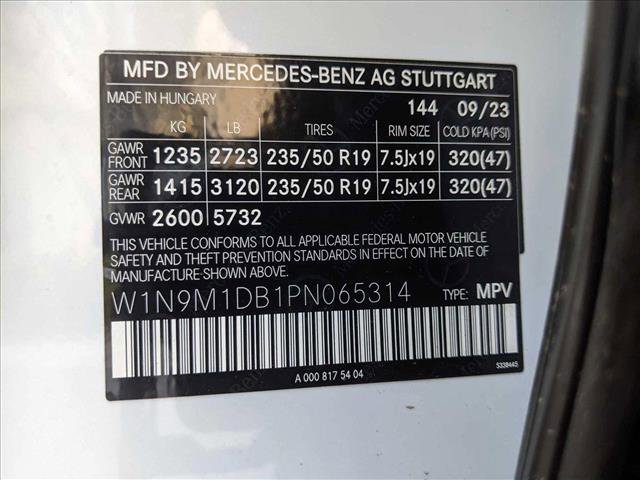 MFD BY MERCEDES-BENZ AG STUTTGART
MADE IN HUNGARY 144 09/23
KG LB TIRES RIM SIZE COLD KPA (PSI)
GAWR FRONT 1235 2723 235/50 R19 7.5Jx19 320(47)
GAWR REAR 1415 3120 235/50 R19 7.5Jx19 320(47)
GVWR 2600 5732
THIS VEHICLE CONFORMS TO ALL APPLICABLE FEDERAL MOTOR VEHICLE
SAFETY AND THEFT PREVENTION STANDARDS IN EFFECT ON THE DATE OF
MANUFACTURE SHOWN ABOVE.
W1N9M1DB1PN065314 TYPE: MPV
A 000 817 54 04